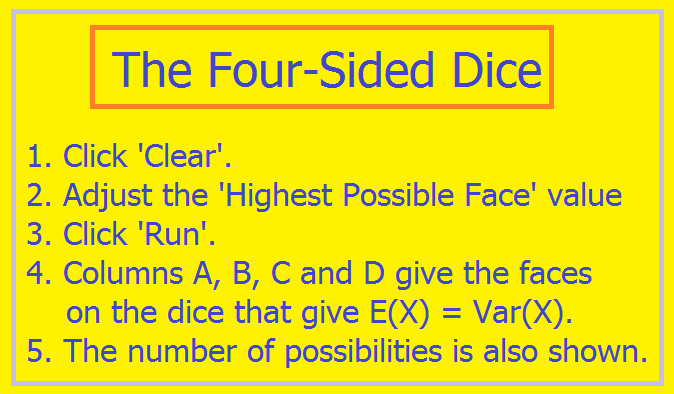 The Four-Sided Dice
1. Click 'Clear'.
2. Adjust the 'Highest Possible Face' value
3. Click 'Run'.
4. Columns A, B, C and D give the faces
on the dice that give E(X) = Var(X).
5. The number of possibilities is also shown.